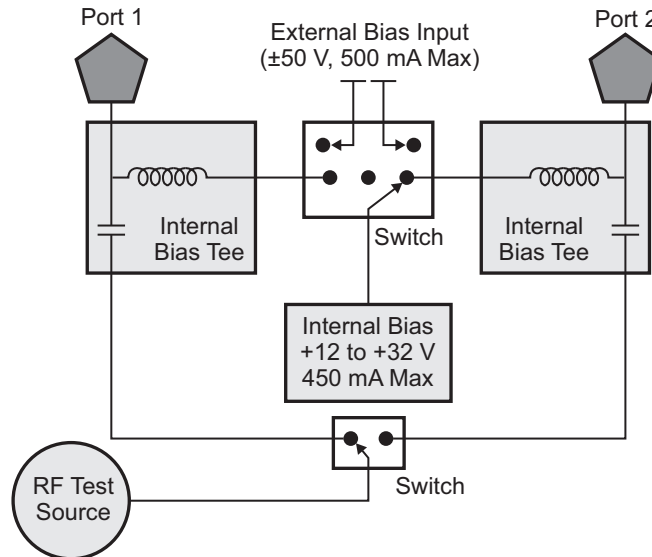 Port 1
External Bias Input
(±50 V, 500 mA Max)
Port 2
Internal
Bias Tee
Switch
Internal
Bias Tee
Internal Bias
+12 to +32 V
450 mA Max
RF Test
Source
Switch